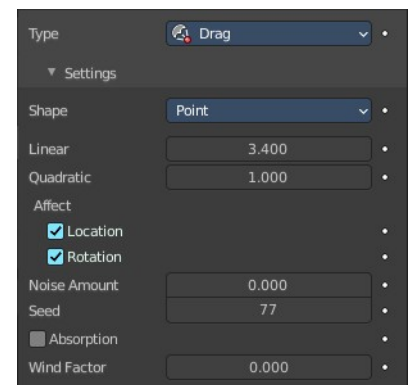 Type Drag
Settings
Shape Point
Linear 3.400
Quadratic 1.000
Affect
Location
Rotation
Noise Amount 0.000
Seed 77
Absorption
Wind Factor 0.000